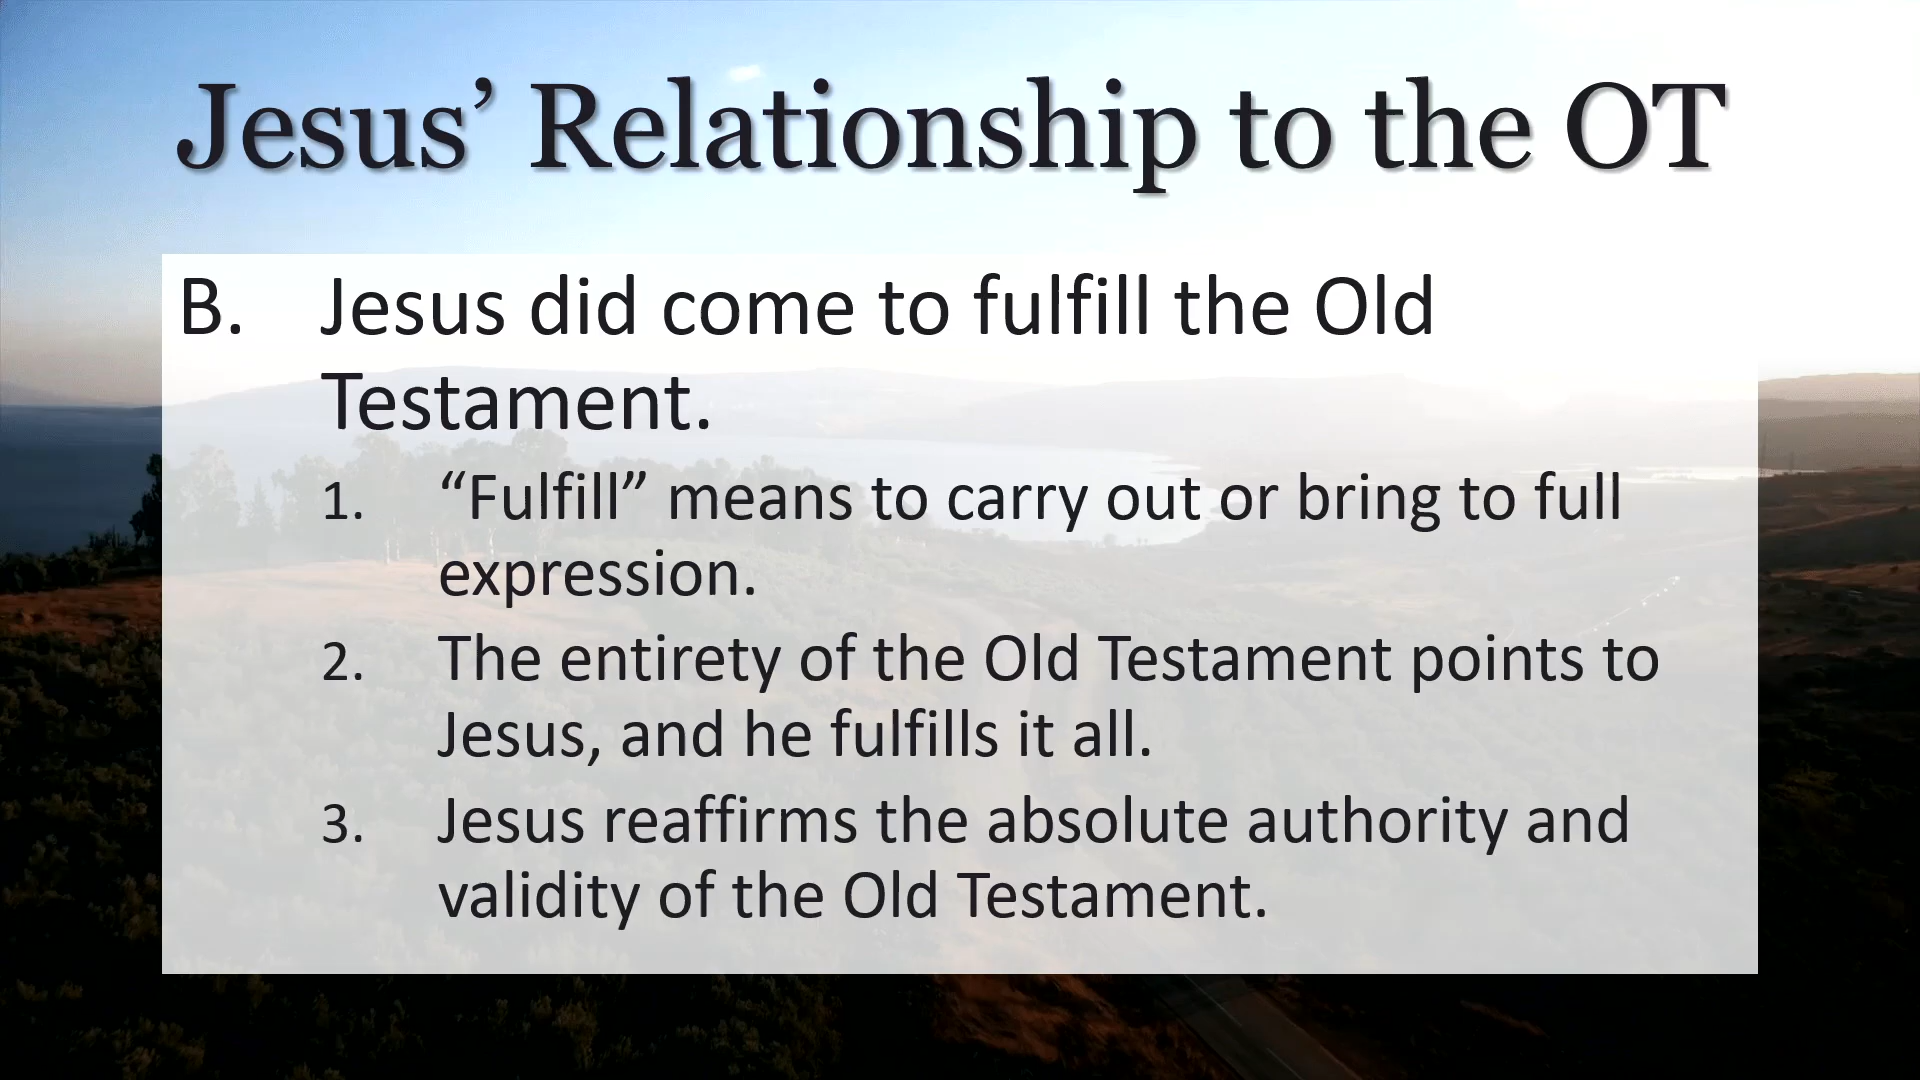 Jesus’ Relationship to the OT
B. Jesus did come to fulfill the Old
Testament.
1. “Fulfill” means to carry out or bring to full
expression.
2. The entirety of the Old Testament points to
Jesus, and he fulfills it all.
3. Jesus reaffirms the absolute authority and
validity of the Old Testament.